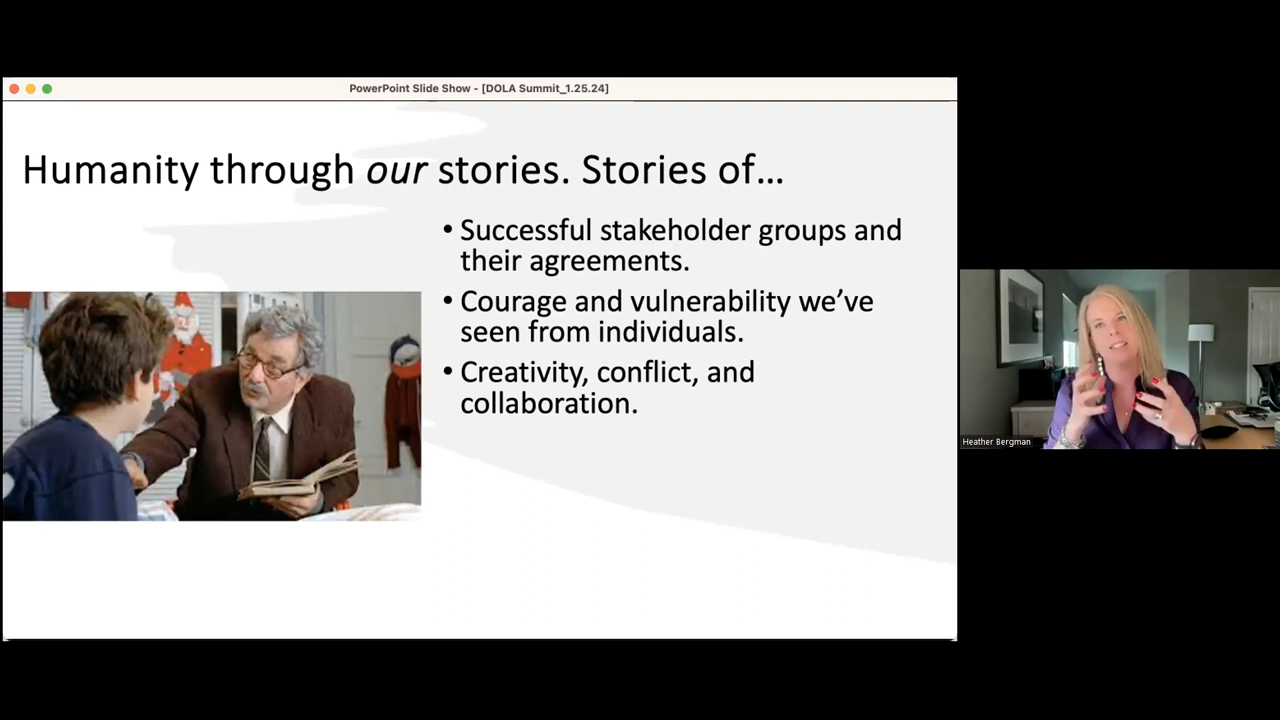 PowerPoint Slide Show - [DOLA Summit_1.25.24]
Humanity through our stories. Stories of…
• Successful stakeholder groups and
their agreements.
• Courage and vulnerability we’ve
seen from individuals.
• Creativity, conflict, and
collaboration.
Heather Bergman